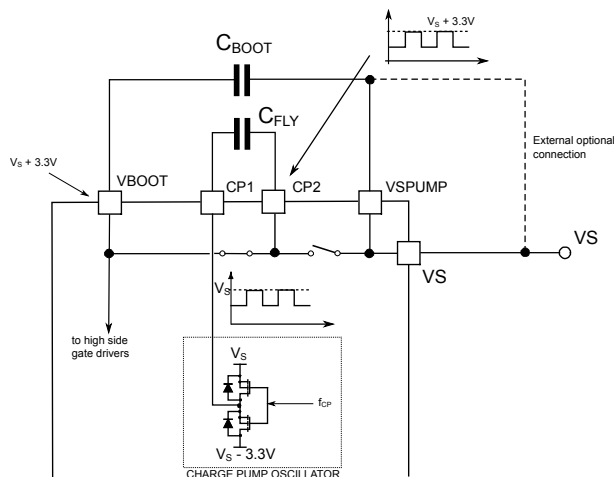 V_S + 3.3V
C_BOOT
C_FLY
External optional
connection
V_S + 3.3V
VBOOT
CP1
CP2
VSPUMP
VS
VS
V_S
to high side
gate drivers
V_S
f_CP
V_S - 3.3V
CHARGE PUMP OSCILLATOR